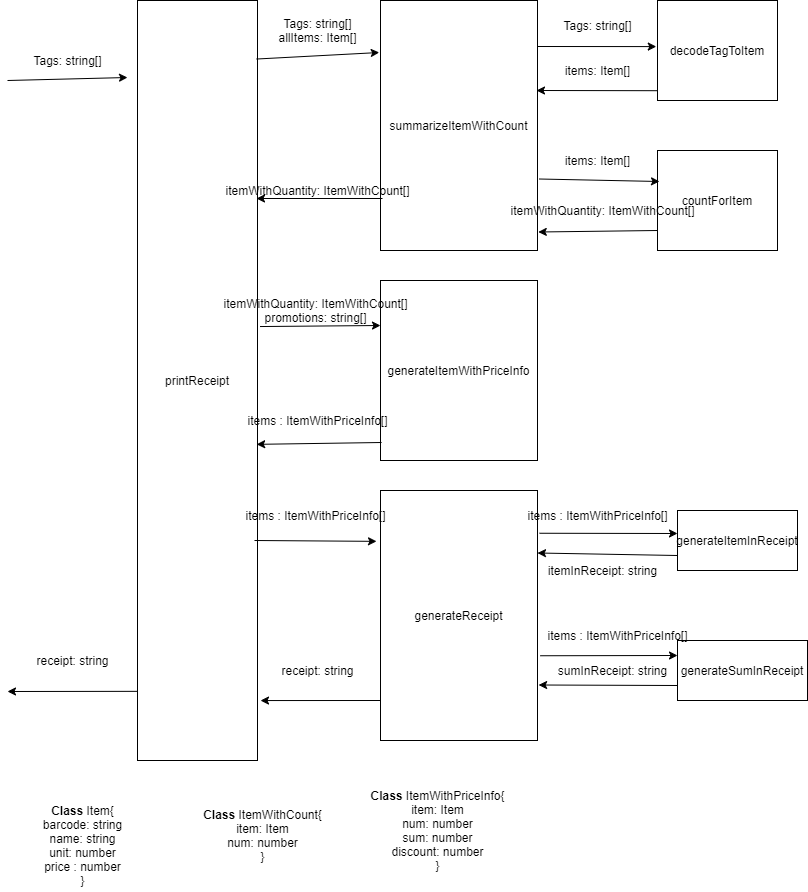 Tags: string[]
Tags: string[]
allItems: Item[]
Tags: string[]
decodeTagToItem
items: Item[]
summarizeItemWithCount
items: Item[]
itemWithQuantity: ItemWithCount[]
countForItem
itemWithQuantity: ItemWithCount[]
itemWithQuantity: ItemWithCount[]
promotions: string[]
printReceipt
generateItemWithPriceInfo
items : ItemWithPriceInfo[]
items : ItemWithPriceInfo[]
items : ItemWithPriceInfo[]
generateItemInReceipt
itemInReceipt: string
generateReceipt
items : ItemWithPriceInfo[]
receipt: string
receipt: string
sumInReceipt: string
generateSumInReceipt
Class Item{
barcode: string
name: string
unit: number
price : number
}
Class ItemWithCount{
item: Item
num: number
}
Class ItemWithPriceInfo{
item: Item
num: number
sum: number
discount: number
}